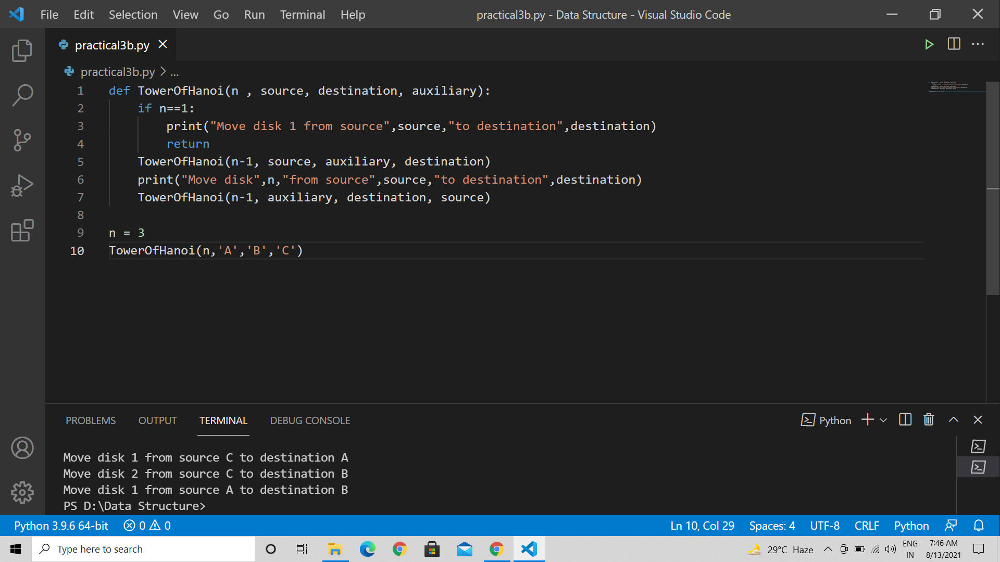 File Edit Selection View Go Run Terminal Help practical3b.py - Data Structure - Visual Studio Code
practical3b.py
practical3b.py > ...
1 def TowerOfHanoi(n , source, destination, auxiliary):
2     if n==1:
3         print("Move disk 1 from source",source,"to destination",destination)
4         return
5     TowerOfHanoi(n-1, source, auxiliary, destination)
6     print("Move disk",n,"from source",source,"to destination",destination)
7     TowerOfHanoi(n-1, auxiliary, destination, source)
8
9 n = 3
10 TowerOfHanoi(n,'A','B','C')
PROBLEMS OUTPUT TERMINAL DEBUG CONSOLE Python
Move disk 1 from source C to destination A
Move disk 2 from source C to destination B
Move disk 1 from source A to destination B
PS D:\Data Structure>
Python 3.9.6 64-bit 0 0 Ln 10, Col 29 Spaces: 4 UTF-8 CRLF Python
Type here to search 29°C Haze ENG IN 7:46 AM 8/13/2021